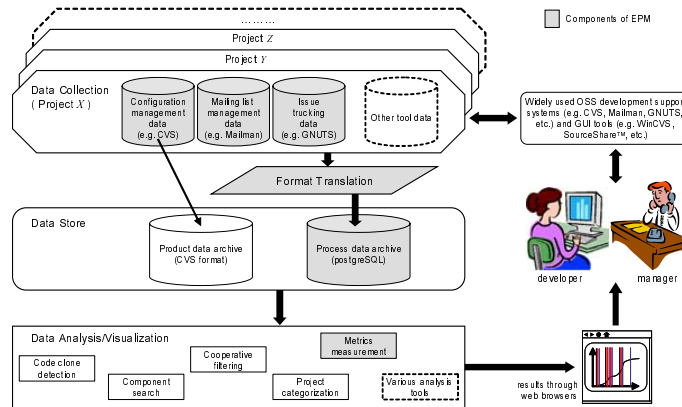 ………
Components of EPM
Project Z
Project Y
Data Collection
( Project X )
Configuration
management
data
(e.g. CVS)
Mailing list
management
data
(e.g. Mailman)
Issue
trucking
data
(e.g. GNUTS)
Other tool data
Widely used OSS development support
systems (e.g. CVS, Mailman, GNUTS,
etc.) and GUI tools (e.g. WinCVS,
SourceShare™, etc.)
Format Translation
Data Store
Product data archive
(CVS format)
Process data archive
(postgreSQL)
developer
manager
Data Analysis/Visualization
Code clone
detection
Component
search
Cooperative
filtering
Project
categorization
Metrics
measurement
Various analysis
tools
results through
web browsers